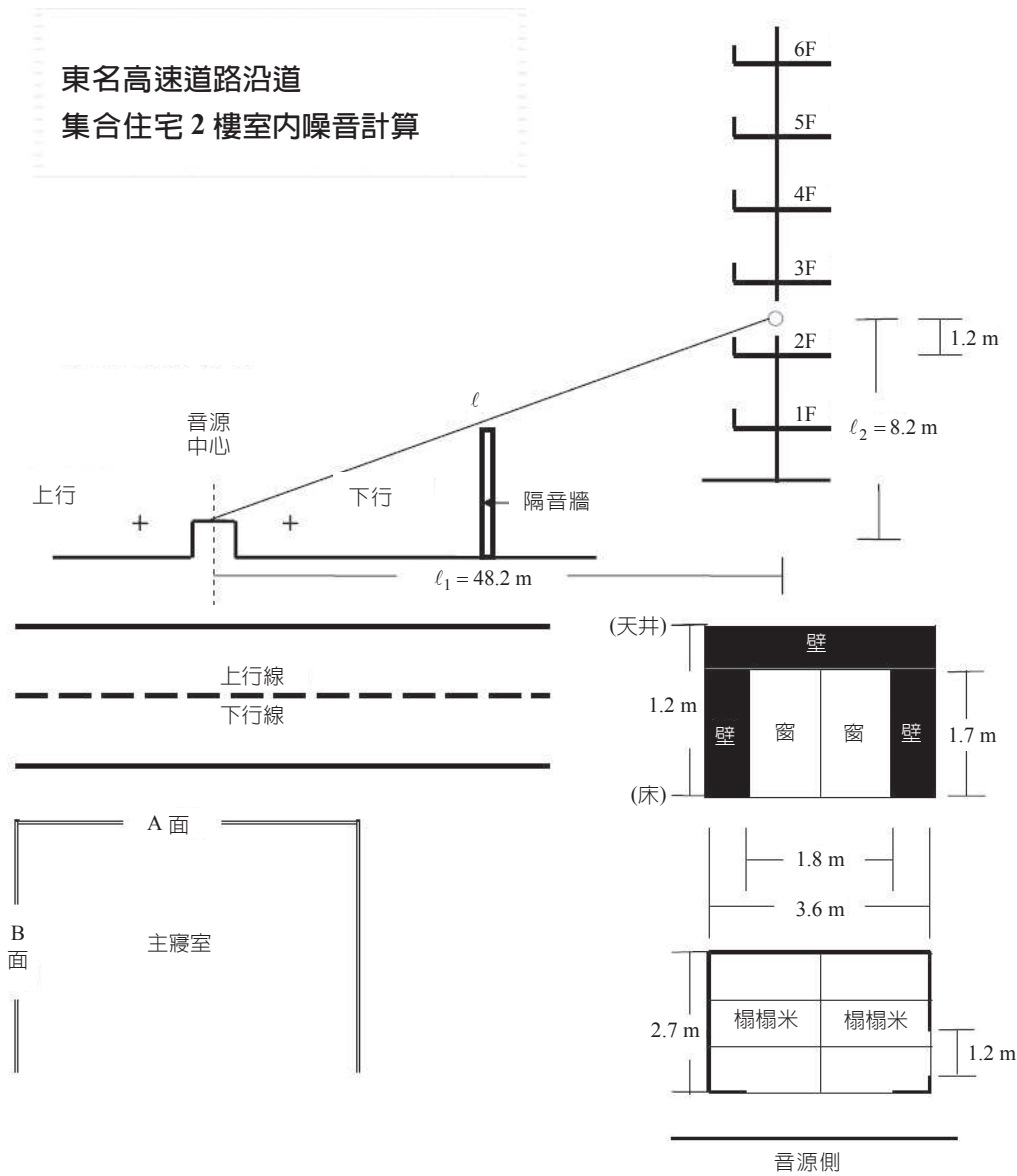 東名高速道路沿道
集合住宅 2 樓室内噪音計算
6F
5F
4F
3F
2F
1F
1.2 m
ℓ₂ = 8.2 m
ℓ
音源
中心
上行
下行
隔音牆
ℓ₁ = 48.2 m
上行線
下行線
(天井)
壁
1.2 m
壁
窗
窗
壁
1.7 m
(床)
1.8 m
3.6 m
A 面
B
面
主寢室
2.7 m
榻榻米
榻榻米
1.2 m
音源側